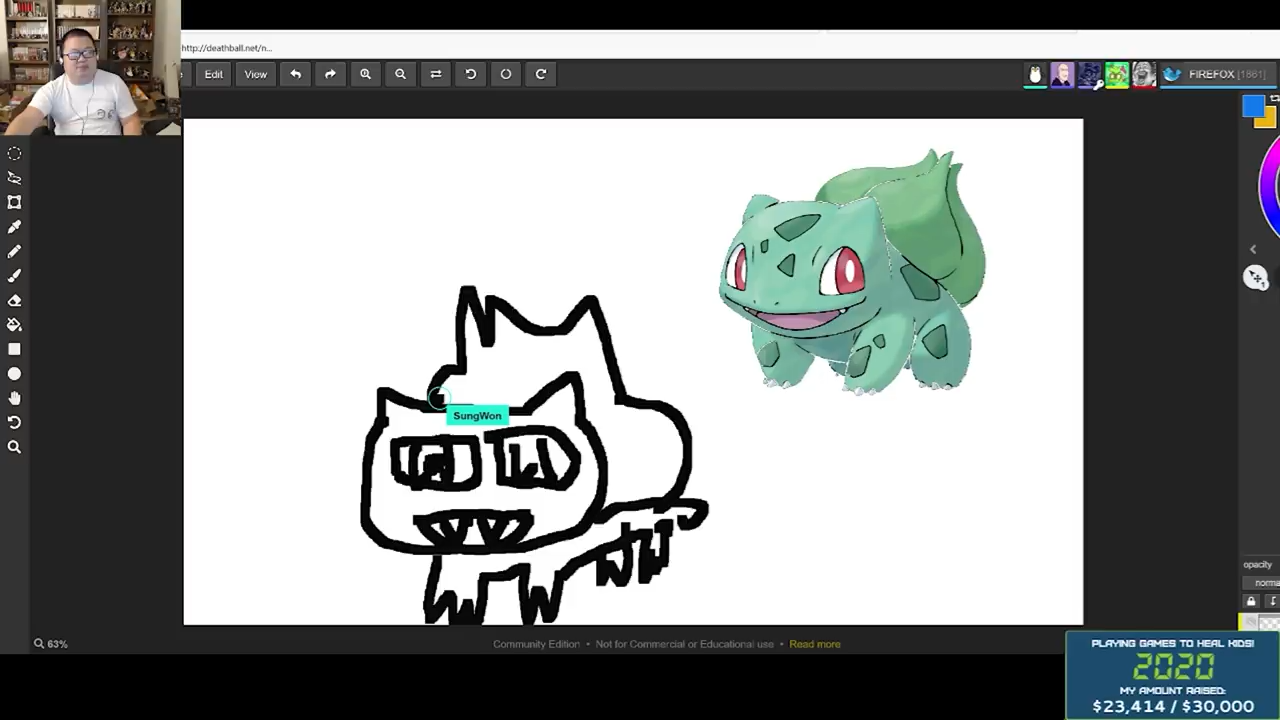 http://deathball.net/n...
Edit View
FIREFOX [1861]
SungWon
opacity
norma
63%
Community Edition • Not for Commercial or Educational use • Read more
PLAYING GAMES TO HEAL KIDS!
2020
MY AMOUNT RAISED:
$23,414 / $30,000